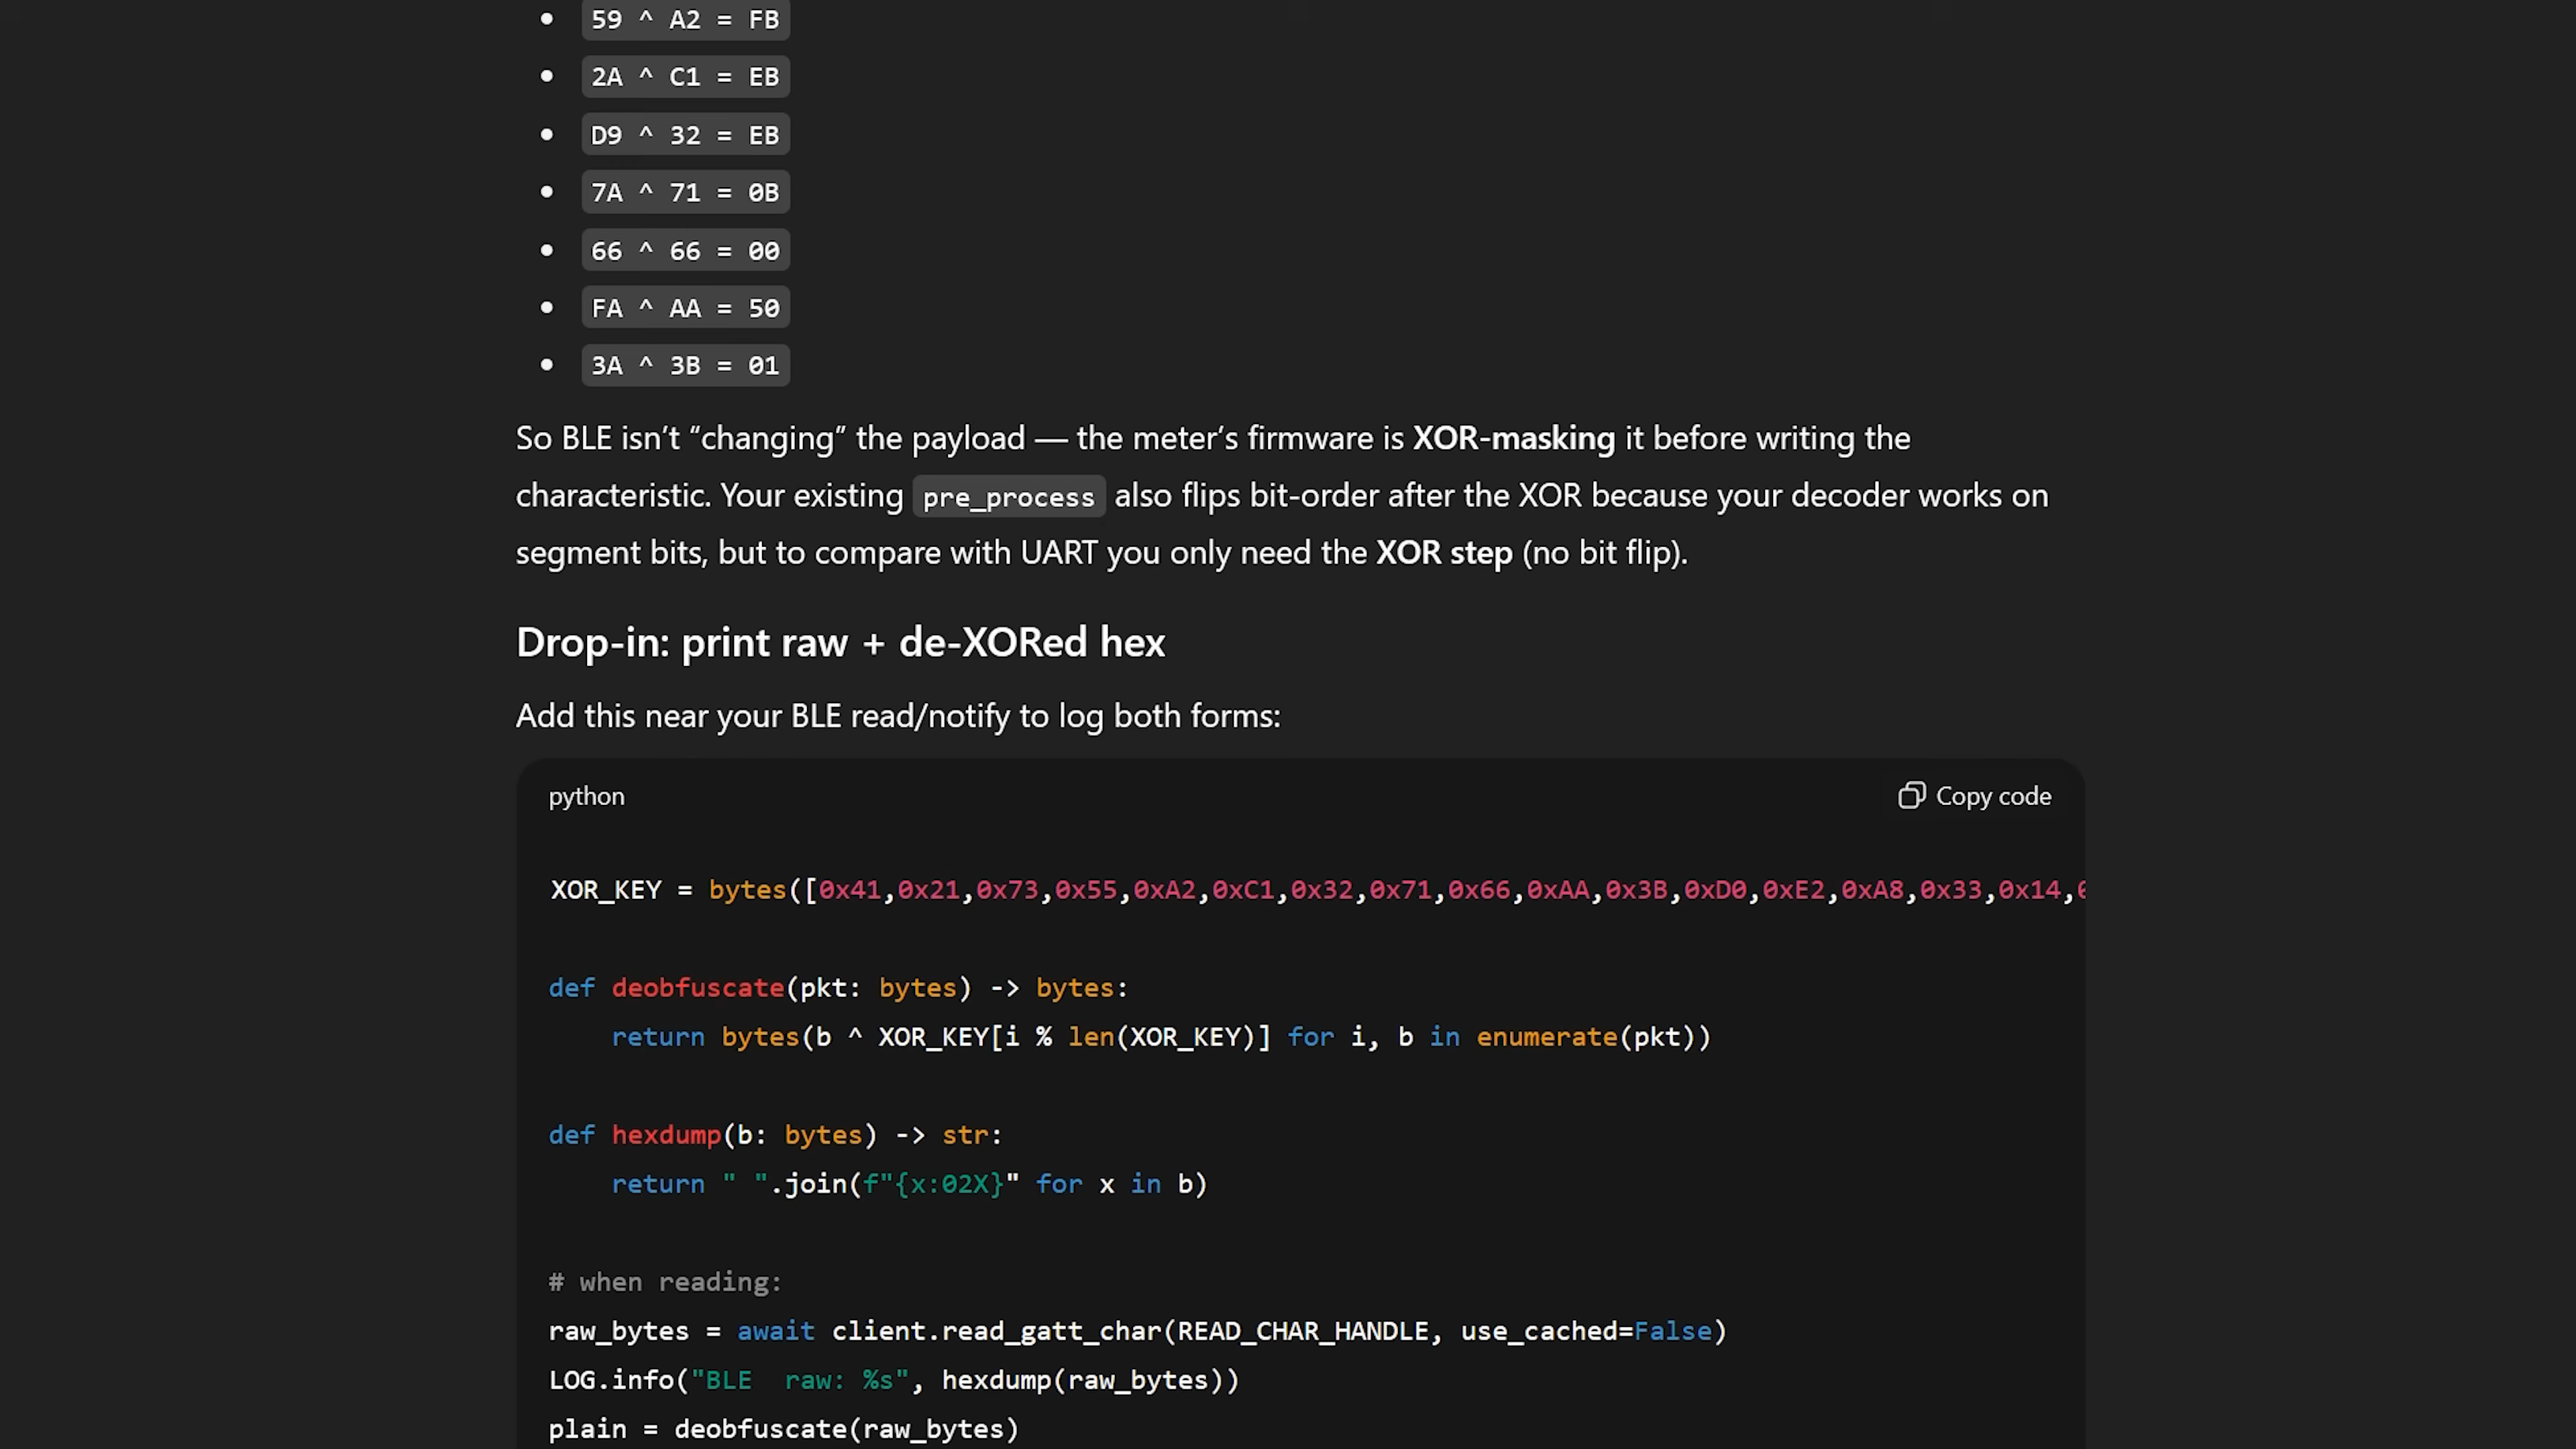 59 ^ A2 = FB
2A ^ C1 = EB
D9 ^ 32 = EB
7A ^ 71 = 0B
66 ^ 66 = 00
FA ^ AA = 50
3A ^ 3B = 01
So BLE isn’t “changing” the payload — the meter’s firmware is XOR-masking it before writing the
characteristic. Your existing pre_process also flips bit-order after the XOR because your decoder works on
segment bits, but to compare with UART you only need the XOR step (no bit flip).
Drop-in: print raw + de-XORed hex
Add this near your BLE read/notify to log both forms:
python
Copy code
XOR_KEY = bytes([0x41,0x21,0x73,0x55,0xA2,0xC1,0x32,0x71,0x66,0xAA,0x3B,0xD0,0xE2,0xA8,0x33,0x14,
def deobfuscate(pkt: bytes) -> bytes:
    return bytes(b ^ XOR_KEY[i % len(XOR_KEY)] for i, b in enumerate(pkt))
def hexdump(b: bytes) -> str:
    return " ".join(f"{x:02X}" for x in b)
# when reading:
raw_bytes = await client.read_gatt_char(READ_CHAR_HANDLE, use_cached=False)
LOG.info("BLE  raw: %s", hexdump(raw_bytes))
plain = deobfuscate(raw_bytes)